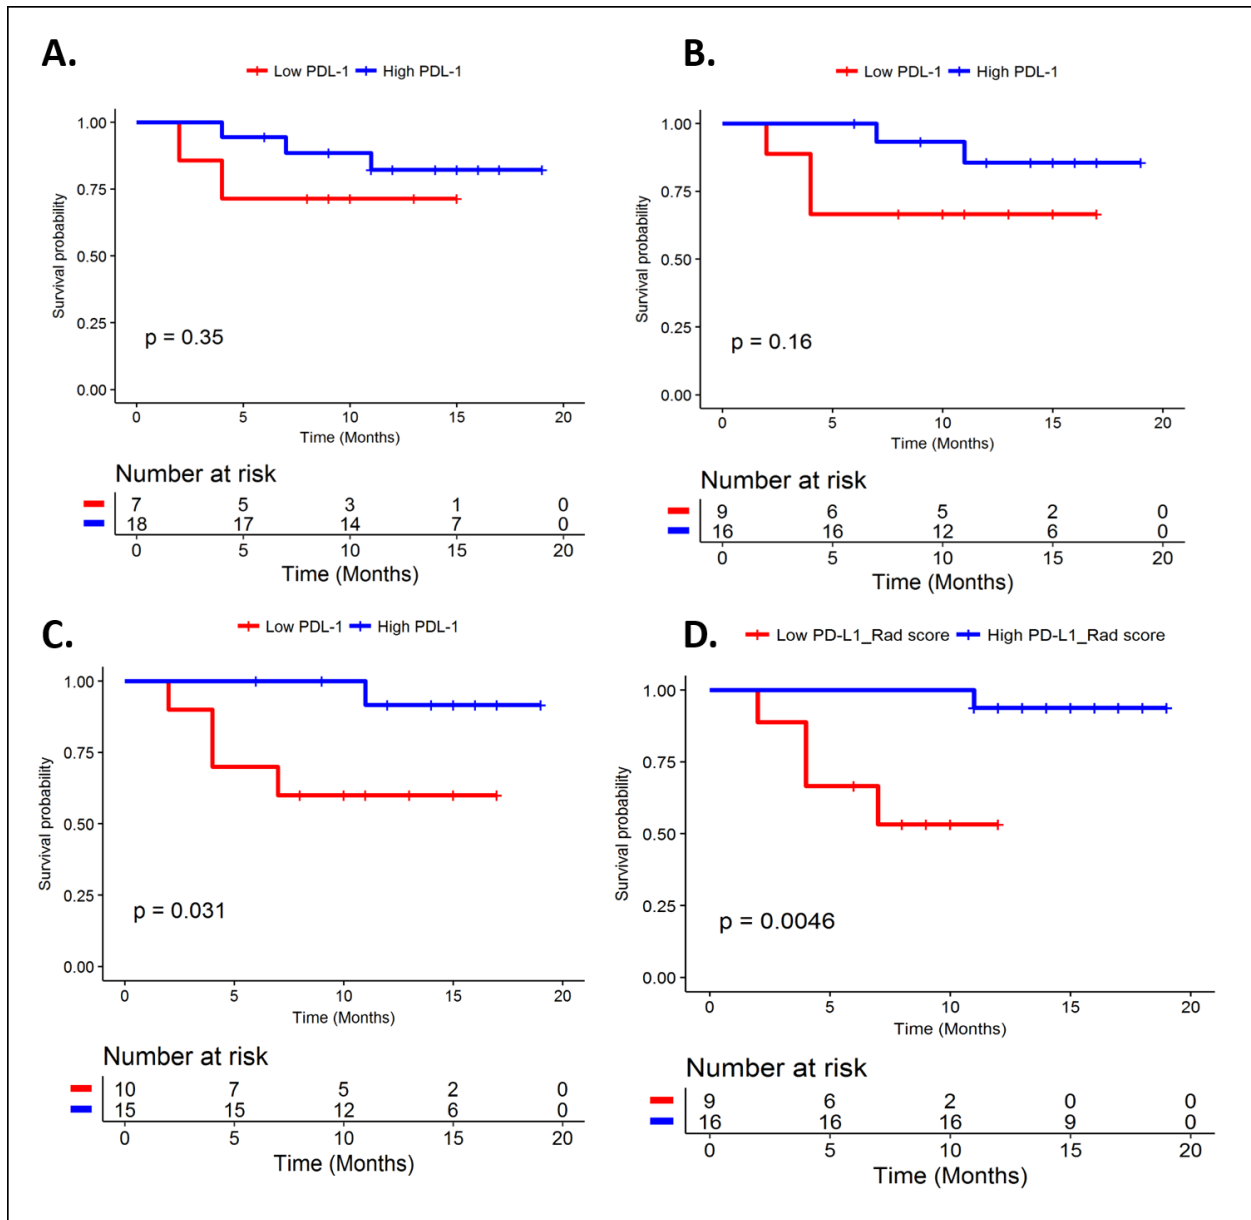 A.
Low PDL-1 High PDL-1
1.00
0.75
0.50
0.25
0.00
Survival probability
p = 0.35
0 5 10 15 20
Time (Months)
Number at risk
7 5 3 1 0
18 17 14 7 0
0 5 10 15 20
Time (Months)
B.
Low PDL-1 High PDL-1
1.00
0.75
0.50
0.25
0.00
Survival probability
p = 0.16
0 5 10 15 20
Time (Months)
Number at risk
9 6 5 2 0
16 16 12 6 0
0 5 10 15 20
Time (Months)
C.
Low PDL-1 High PDL-1
1.00
0.75
0.50
0.25
0.00
Survival probability
p = 0.031
0 5 10 15 20
Time (Months)
Number at risk
10 7 5 2 0
15 15 12 6 0
0 5 10 15 20
Time (Months)
D.
Low PD-L1_Rad score High PD-L1_Rad score
1.00
0.75
0.50
0.25
0.00
Survival probability
p = 0.0046
0 5 10 15 20
Time (Months)
Number at risk
9 6 2 0 0
16 16 16 9 0
0 5 10 15 20
Time (Months)